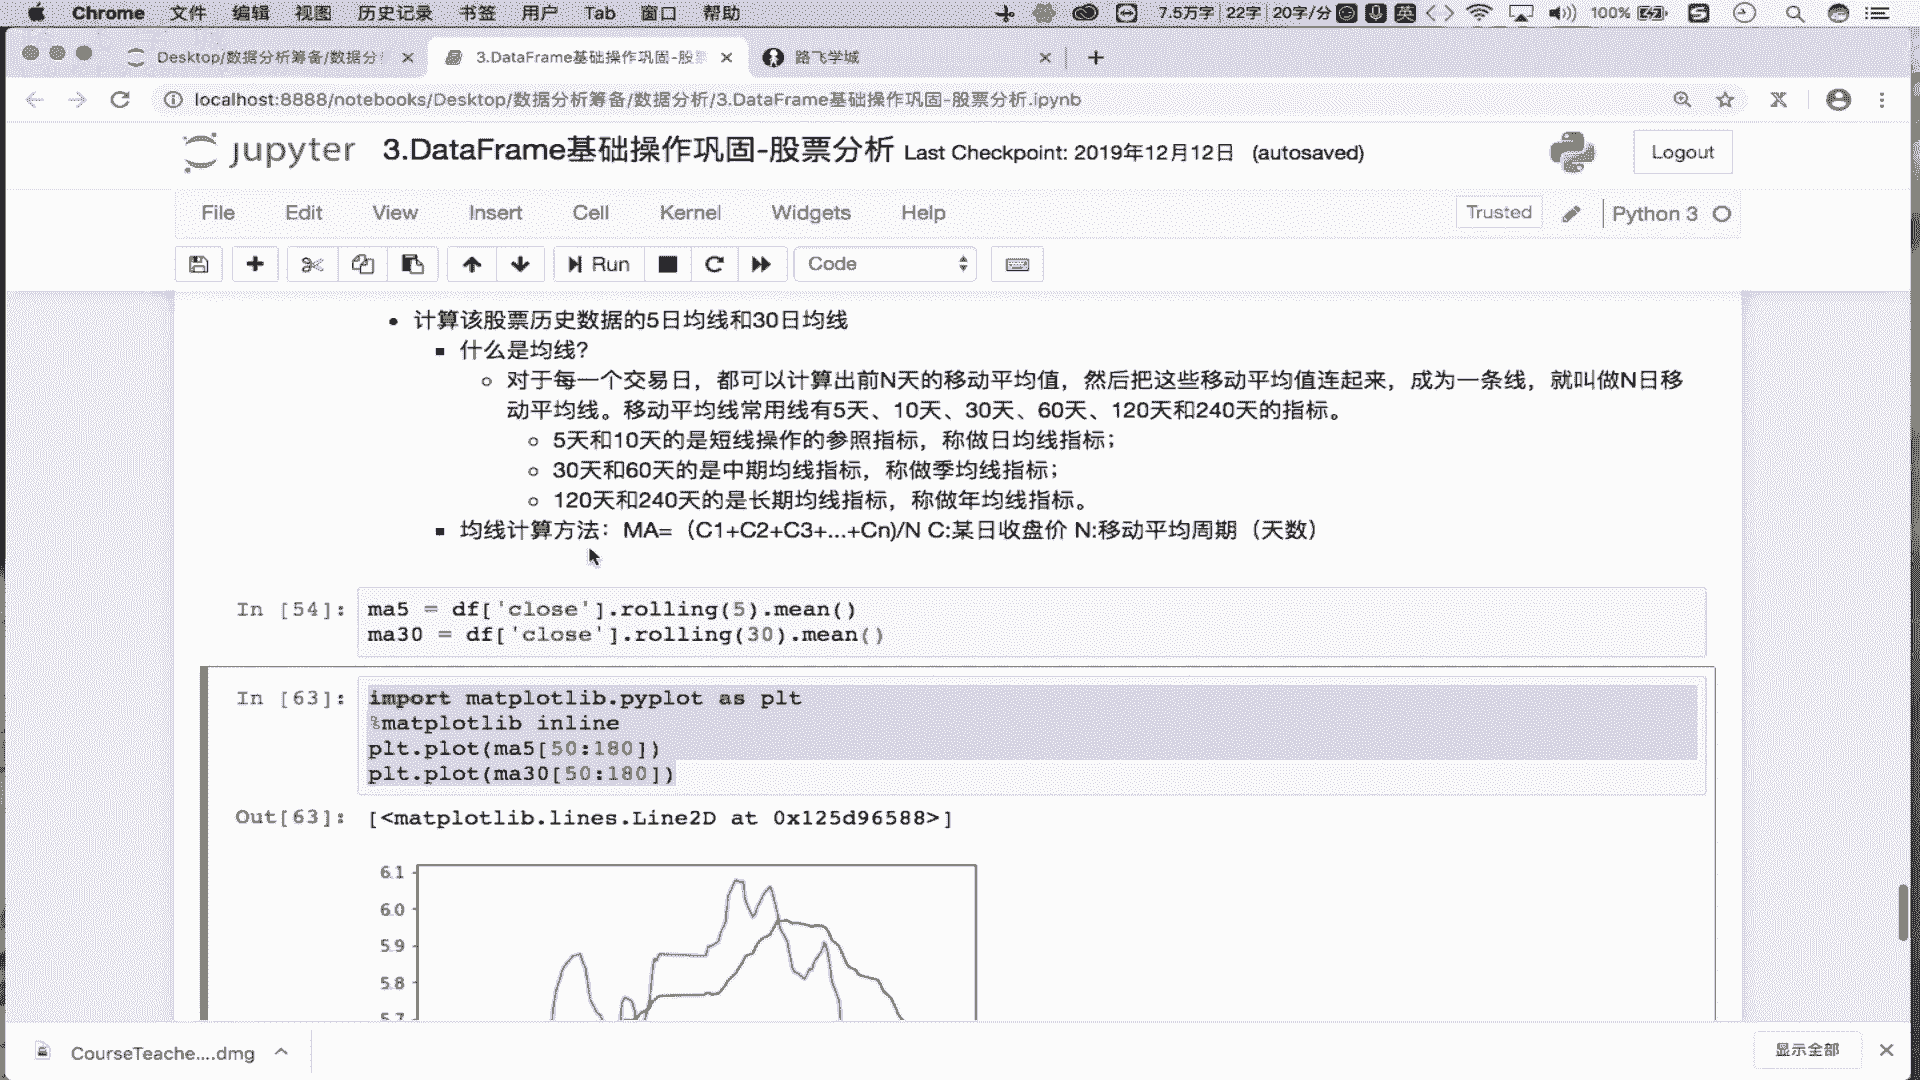 Chrome 文件 编辑 视图 历史记录 书签 用户 Tab 窗口 帮助 7.5万字 22字 20字/分 英 100%
Desktop/数据分析筹备/数据分 3.DataFrame基础操作巩固-股 路飞学城
localhost:8888/notebooks/Desktop/数据分析筹备/数据分析/3.DataFrame基础操作巩固-股票分析.ipynb
jupyter 3.DataFrame基础操作巩固-股票分析 Last Checkpoint: 2019年12月12日 (autosaved) Logout
File Edit View Insert Cell Kernel Widgets Help Trusted Python 3
Run Code
计算该股票历史数据的5日均线和30日均线
什么是均线?
对于每一个交易日，都可以计算出前N天的移动平均值，然后把这些移动平均值连起来，成为一条线，就叫做N日移
动平均线。移动平均线常用线有5天、10天、30天、60天、120天和240天的指标。
5天和10天的是短线操作的参照指标，称做日均线指标；
30天和60天的是中期均线指标，称做季均线指标；
120天和240天的是长期均线指标，称做年均线指标。
均线计算方法：MA=（C1+C2+C3+...+Cn)/N C:某日收盘价 N:移动平均周期（天数）
In [54]: ma5 = df['close'].rolling(5).mean()
ma30 = df['close'].rolling(30).mean()
In [63]: import matplotlib.pyplot as plt
%matplotlib inline
plt.plot(ma5[50:180])
plt.plot(ma30[50:180])
Out[63]: [<matplotlib.lines.Line2D at 0x125d96588>]
6.1
6.0
5.9
5.8
5.7
CourseTeache....dmg 显示全部